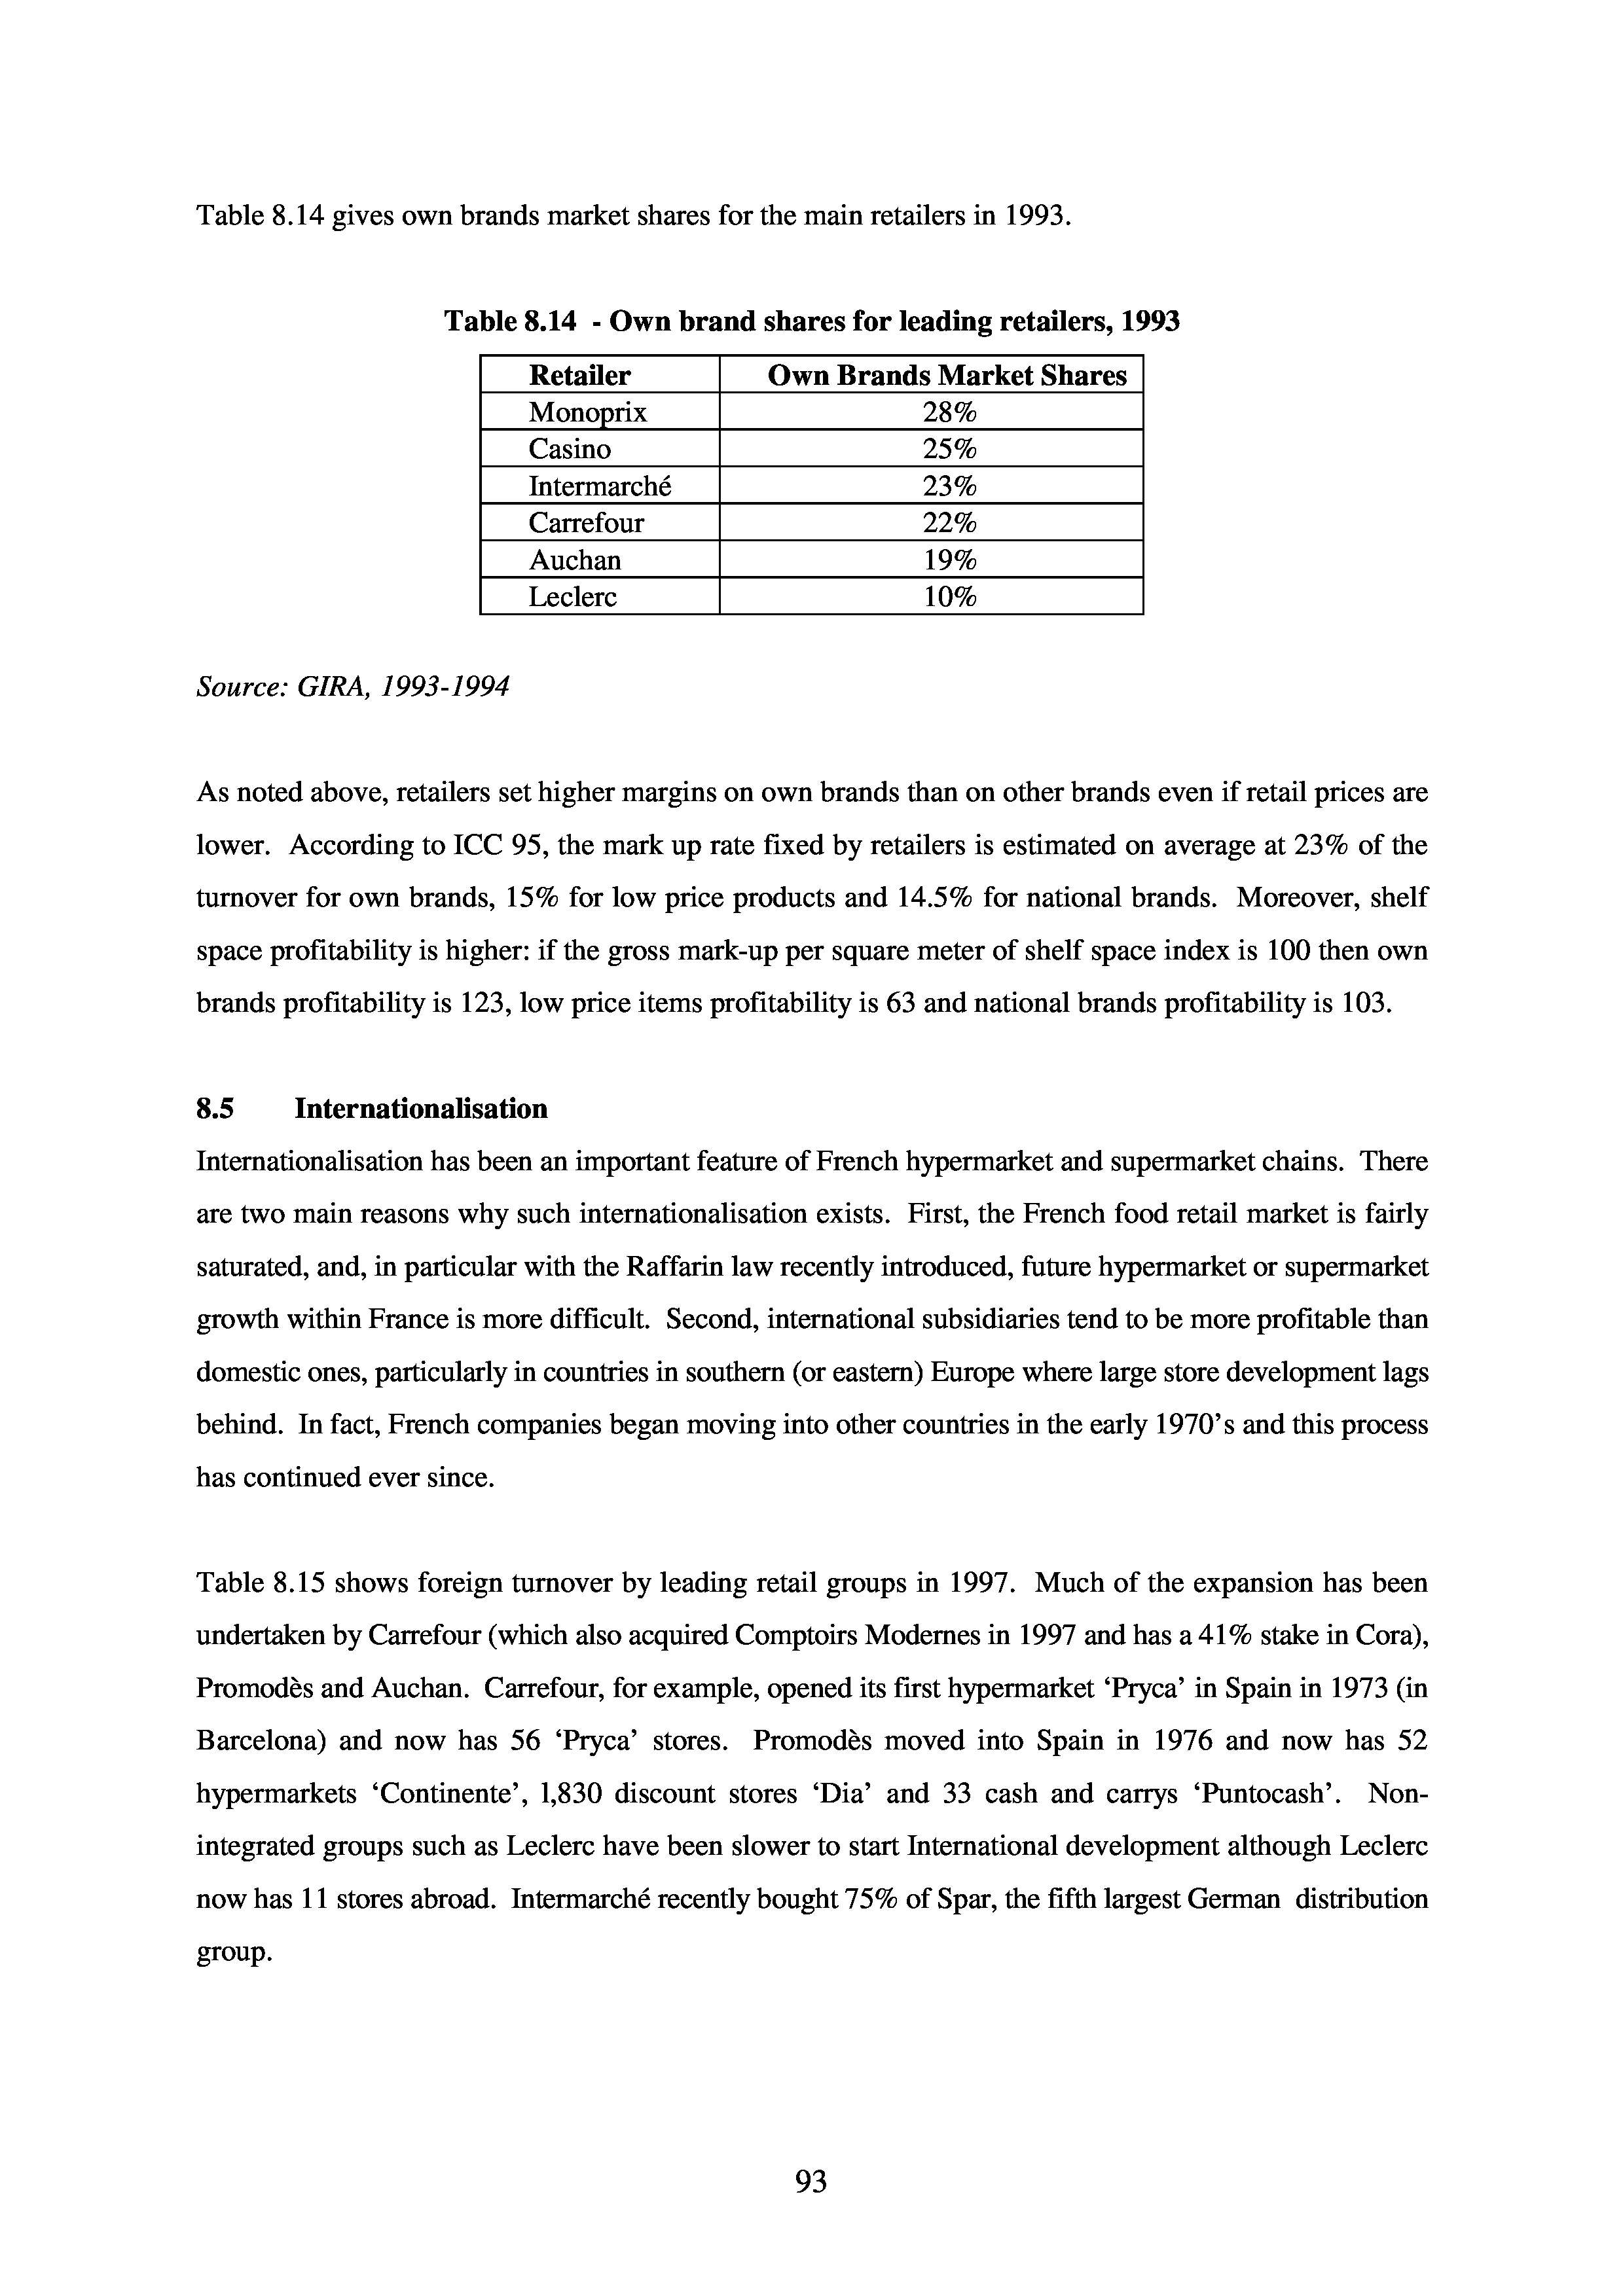 Table 8.14 gives own brands market shares for the main retailers in 1993.
Table 8.14 - Own brand shares for leading retailers, 1993
Retailer Own Brands Market Shares
Monoprix 28%
Casino 25%
Intermarché 23%
Carrefour 22%
Auchan 19%
Leclerc 10%
Source: GIRA, 1993-1994
As noted above, retailers set higher margins on own brands than on other brands even if retail prices are
lower. According to ICC 95, the mark up rate fixed by retailers is estimated on average at 23% of the
turnover for own brands, 15% for low price products and 14.5% for national brands. Moreover, shelf
space profitability is higher: if the gross mark-up per square meter of shelf space index is 100 then own
brands profitability is 123, low price items profitability is 63 and national brands profitability is 103.
8.5 Internationalisation
Internationalisation has been an important feature of French hypermarket and supermarket chains. There
are two main reasons why such internationalisation exists. First, the French food retail market is fairly
saturated, and, in particular with the Raffarin law recently introduced, future hypermarket or supermarket
growth within France is more difficult. Second, international subsidiaries tend to be more profitable than
domestic ones, particularly in countries in southern (or eastern) Europe where large store development lags
behind. In fact, French companies began moving into other countries in the early 1970's and this process
has continued ever since.
Table 8.15 shows foreign turnover by leading retail groups in 1997. Much of the expansion has been
undertaken by Carrefour (which also acquired Comptoirs Modernes in 1997 and has a 41% stake in Cora),
Promodès and Auchan. Carrefour, for example, opened its first hypermarket ‘Pryca’ in Spain in 1973 (in
Barcelona) and now has 56 ‘Pryca’ stores. Promodès moved into Spain in 1976 and now has 52
hypermarkets ‘Continente’, 1,830 discount stores ‘Dia’ and 33 cash and carrys ‘Puntocash’. Non-
integrated groups such as Leclerc have been slower to start International development although Leclerc
now has 11 stores abroad. Intermarché recently bought 75% of Spar, the fifth largest German distribution
group.
93